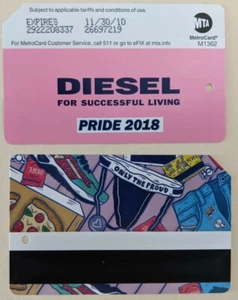 Subject to applicable tariffs and conditions of use.
EXPIRES 11/30/10
2922208337 26697219
For MetroCard Customer Service, call 511 or go to eFIX at mta.info
MTA
MetroCard®
M1362
DIESEL
FOR SUCCESSFUL LIVING
PRIDE 2018
ONLY THE PROUD